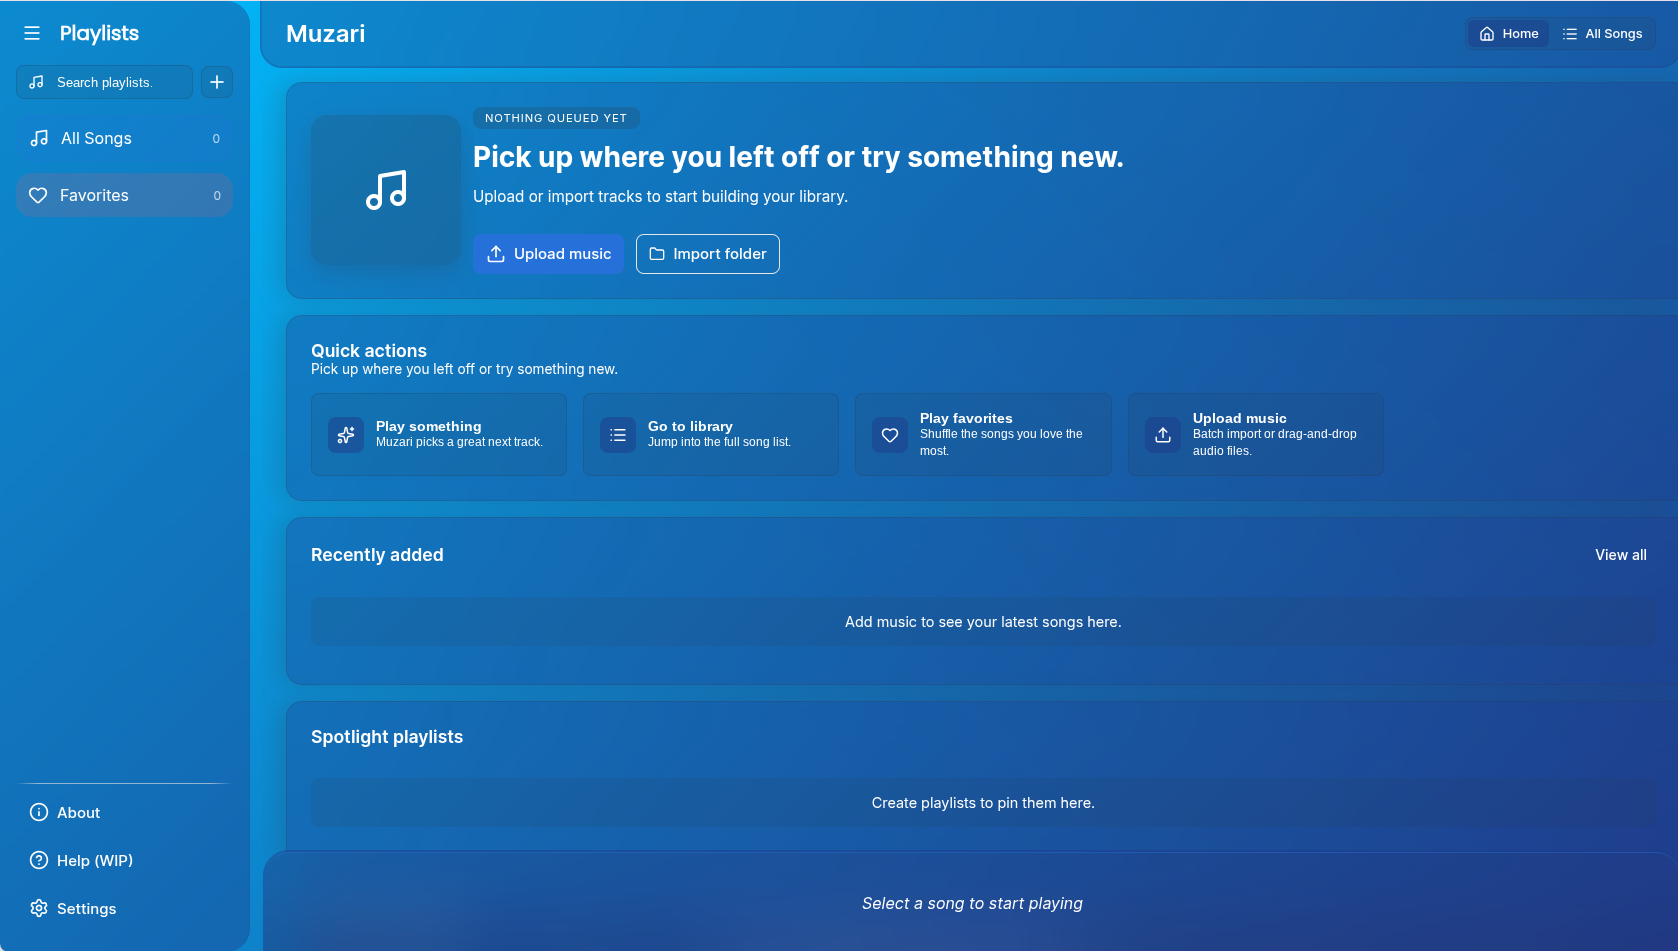 Playlists
Search playlists.
All Songs 0
Favorites 0
About
Help (WIP)
Settings
Muzari
Home
All Songs
NOTHING QUEUED YET
Pick up where you left off or try something new.
Upload or import tracks to start building your library.
Upload music
Import folder
Quick actions
Pick up where you left off or try something new.
Play something
Muzari picks a great next track.
Go to library
Jump into the full song list.
Play favorites
Shuffle the songs you love the
most.
Upload music
Batch import or drag-and-drop
audio files.
Recently added
View all
Add music to see your latest songs here.
Spotlight playlists
Create playlists to pin them here.
Select a song to start playing